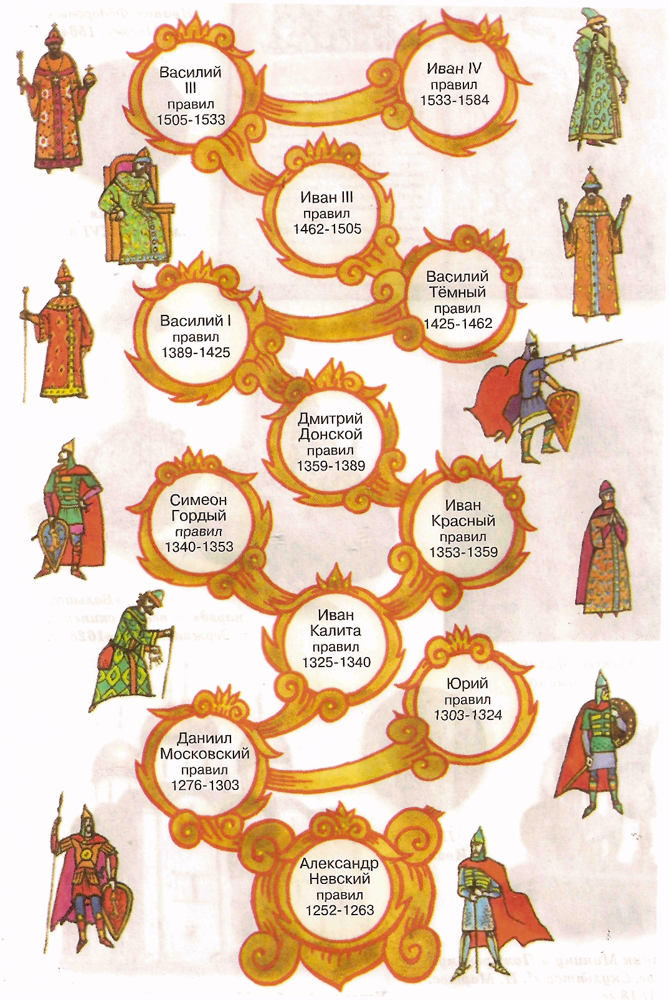 Василий
III
правил
1505-1533
Иван IV
правил
1533-1584
Иван III
правил
1462-1505
Василий
Тёмный
правил
1425-1462
Василий I
правил
1389-1425
Дмитрий
Донской
правил
1359-1389
Симеон
Гордый
правил
1340-1353
Иван
Красный
правил
1353-1359
Иван
Калита
правил
1325-1340
Юрий
правил
1303-1324
Даниил
Московский
правил
1276-1303
Александр
Невский
правил
1252-1263